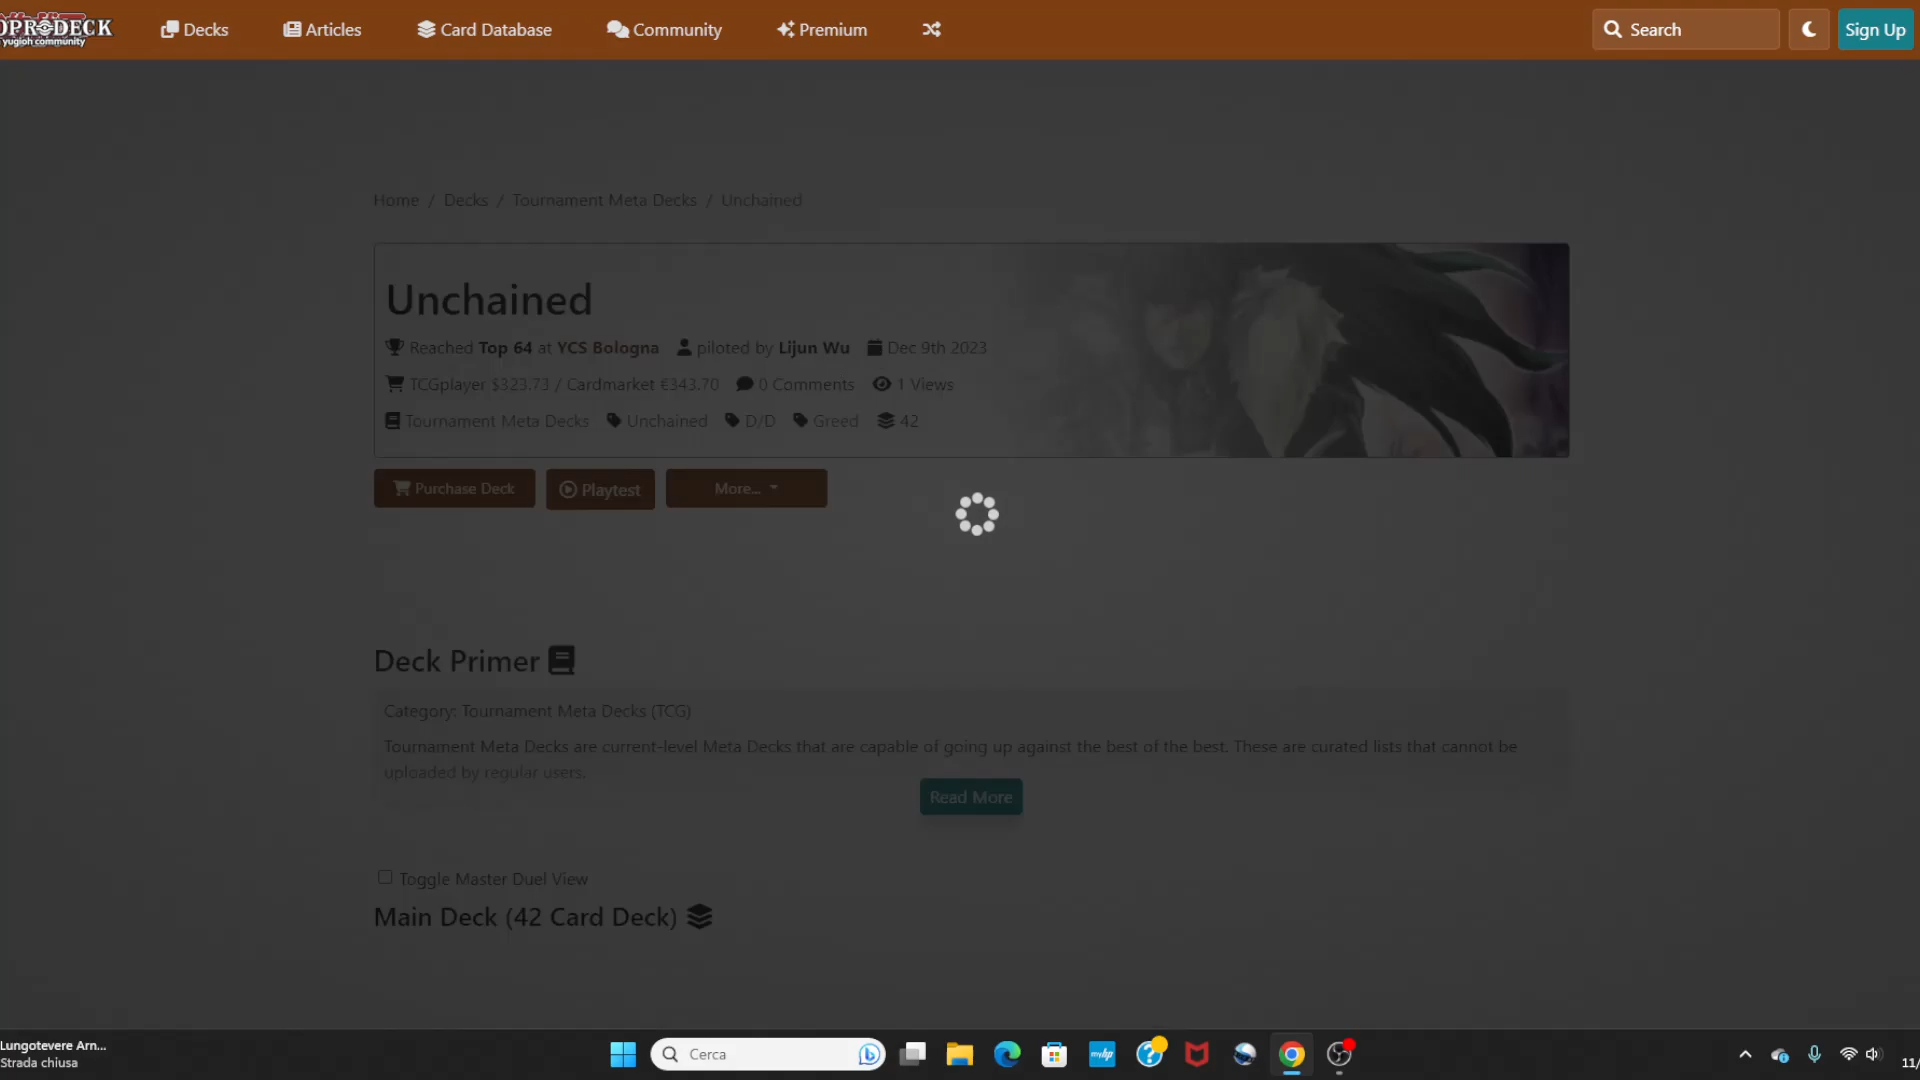 OPRODECK
yugioh community
Decks
Articles
Card Database
Community
Premium
Search
Sign Up
Home / Decks / Tournament Meta Decks / Unchained
Unchained
Reached Top 64 at YCS Bologna piloted by Lijun Wu Dec 9th 2023
TCGplayer $323.73 / Cardmarket €343.70 0 Comments 1 Views
Tournament Meta Decks Unchained D/D Greed 42
Purchase Deck
Playtest
More...
Deck Primer
Category: Tournament Meta Decks (TCG)
Tournament Meta Decks are current-level Meta Decks that are capable of going up against the best of the best. These are curated lists that cannot be
uploaded by regular users.
Read More
Toggle Master Duel View
Main Deck (42 Card Deck)
Lungotevere Arn...
Strada chiusa
Cerca
myhp
11/